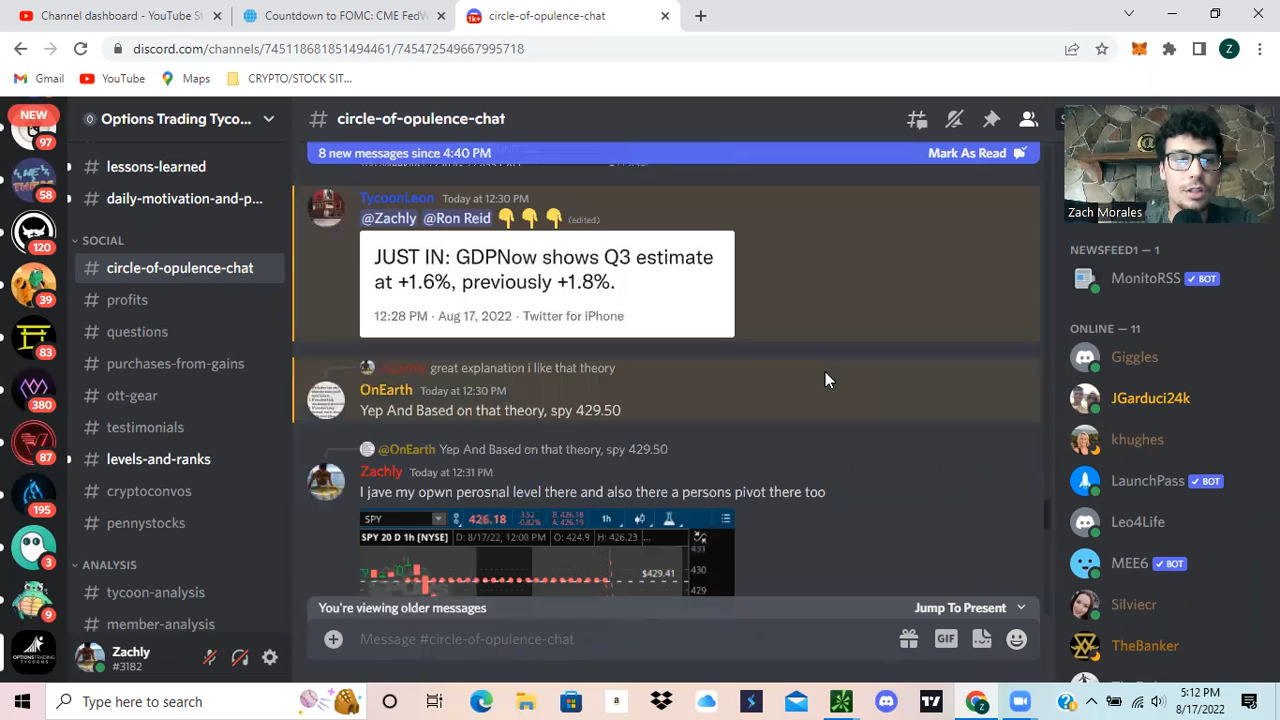 Channel dashboard - YouTube S
Countdown to FOMC: CME FedW
circle-of-opulence-chat
discord.com/channels/745118681851494461/745472549667995718
Z
Gmail
YouTube
Maps
CRYPTO/STOCK SIT...
NEW
97
58
120
39
83
380
87
195
3
9
OPTIONSTRADING
TYCOONS
Options Trading Tyco...
lessons-learned
daily-motivation-and-p...
SOCIAL
circle-of-opulence-chat
profits
questions
purchases-from-gains
ott-gear
testimonials
levels-and-ranks
cryptoconvos
pennystocks
ANALYSIS
tycoon-analysis
member-analysis
Zachly
#3182
# circle-of-opulence-chat
8 new messages since 4:40 PM
Mark As Read
TycoonLeon Today at 12:30 PM
@Zachly @Ron Reid 👇 👇 👇 (edited)
JUST IN: GDPNow shows Q3 estimate
at +1.6%, previously +1.8%.
12:28 PM · Aug 17, 2022 · Twitter for iPhone
@Zachly great explanation i like that theory
OnEarth Today at 12:30 PM
Yep And Based on that theory, spy 429.50
@OnEarth Yep And Based on that theory, spy 429.50
Zachly Today at 12:31 PM
I jave my opwn perosnal level there and also there a persons pivot there too
SPY 426.18 -3.52 -0.82% B: 426.18 A: 426.19 1h
SPY 20 D 1h [NYSE] D: 8/17/22, 12:00 PM O: 424.9 H: 426.23 ...
431
$429.41
430
429
You're viewing older messages
Jump To Present
Message #circle-of-opulence-chat
GIF
Zach Morales
NEWSFEED1 — 1
MonitoRSS BOT
ONLINE — 11
Giggles
JGarduci24k
khughes
LaunchPass BOT
Leo4Life
MEE6 BOT
Silviecr
TheBanker
Type here to search
5:12 PM
8/17/2022